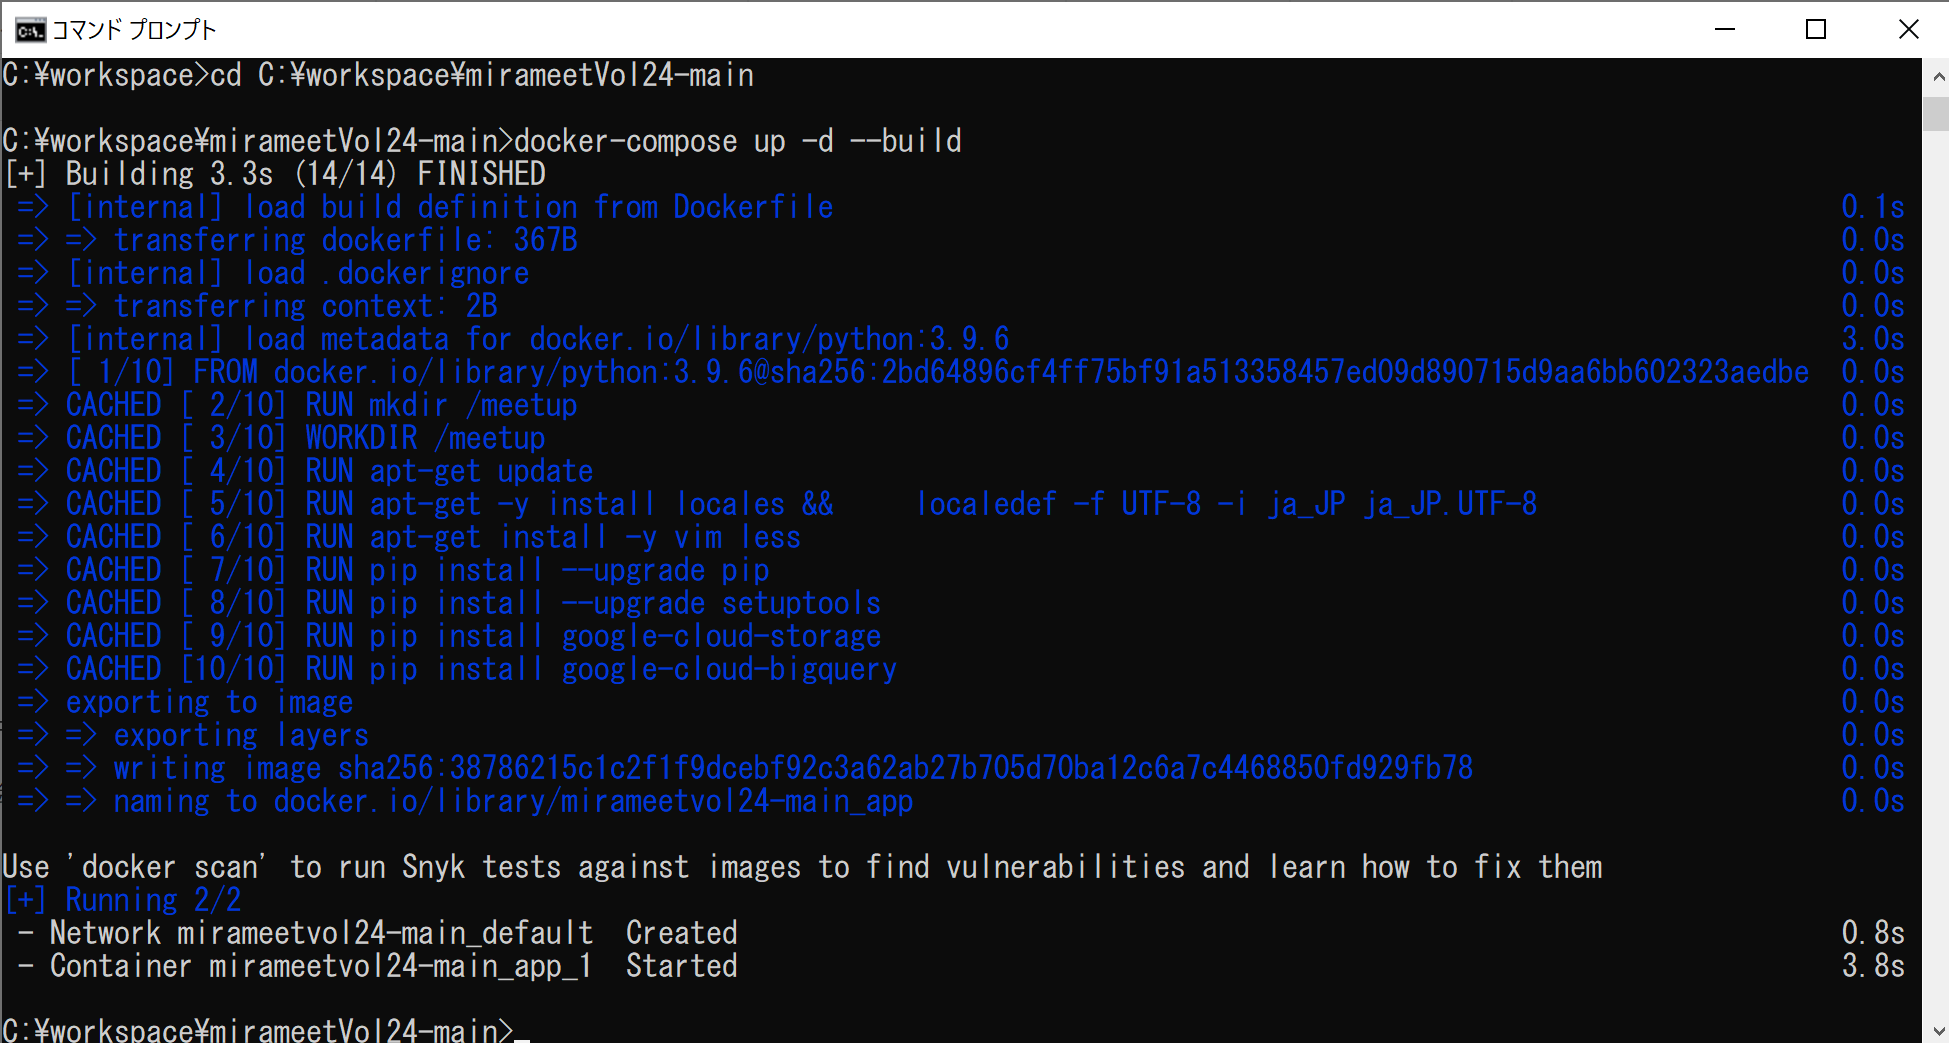 コマンド プロンプト
C:¥workspace>cd C:¥workspace¥mirameetVol24-main
C:¥workspace¥mirameetVol24-main>docker-compose up -d --build
[+] Building 3.3s (14/14) FINISHED
=> [internal] load build definition from Dockerfile 0.1s
=> => transferring dockerfile: 367B 0.0s
=> [internal] load .dockerignore 0.0s
=> => transferring context: 2B 0.0s
=> [internal] load metadata for docker.io/library/python:3.9.6 3.0s
=> [ 1/10] FROM docker.io/library/python:3.9.6@sha256:2bd64896cf4ff75bf91a513358457ed09d890715d9aa6bb602323aedbe 0.0s
=> CACHED [ 2/10] RUN mkdir /meetup 0.0s
=> CACHED [ 3/10] WORKDIR /meetup 0.0s
=> CACHED [ 4/10] RUN apt-get update 0.0s
=> CACHED [ 5/10] RUN apt-get -y install locales &&     localedef -f UTF-8 -i ja_JP ja_JP.UTF-8 0.0s
=> CACHED [ 6/10] RUN apt-get install -y vim less 0.0s
=> CACHED [ 7/10] RUN pip install --upgrade pip 0.0s
=> CACHED [ 8/10] RUN pip install --upgrade setuptools 0.0s
=> CACHED [ 9/10] RUN pip install google-cloud-storage 0.0s
=> CACHED [10/10] RUN pip install google-cloud-bigquery 0.0s
=> exporting to image 0.0s
=> => exporting layers 0.0s
=> => writing image sha256:38786215c1c2f1f9dcebf92c3a62ab27b705d70ba12c6a7c4468850fd929fb78 0.0s
=> => naming to docker.io/library/mirameetvol24-main_app 0.0s
Use 'docker scan' to run Snyk tests against images to find vulnerabilities and learn how to fix them
[+] Running 2/2
- Network mirameetvol24-main_default  Created 0.8s
- Container mirameetvol24-main_app_1  Started 3.8s
C:¥workspace¥mirameetVol24-main>